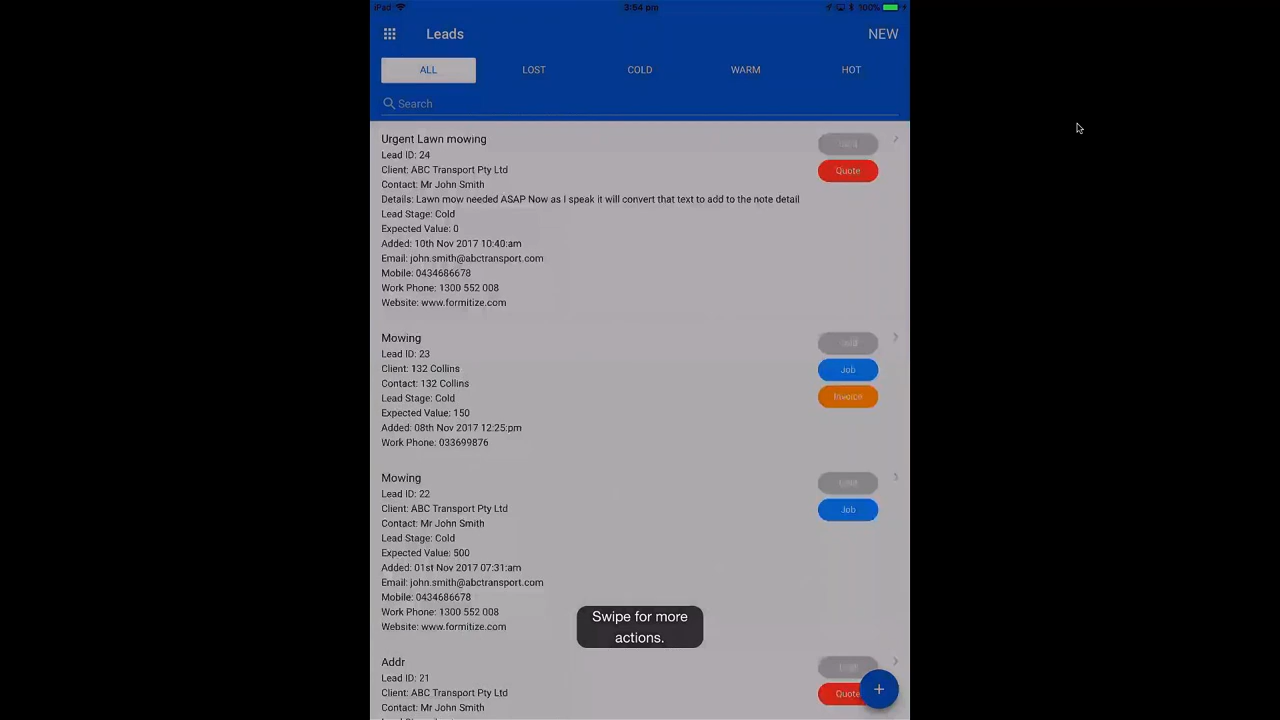 iPad
3:54 pm
100%
Leads
NEW
ALL
LOST
COLD
WARM
HOT
Search
Urgent Lawn mowing
Lead ID: 24
Client: ABC Transport Pty Ltd
Contact: Mr John Smith
Details: Lawn mow needed ASAP Now as I speak it will convert that text to add to the note detail
Lead Stage: Cold
Expected Value: 0
Added: 10th Nov 2017 10:40:am
Email: john.smith@abctransport.com
Mobile: 0434686678
Work Phone: 1300 552 008
Website: www.formitize.com
Quote
Mowing
Lead ID: 23
Client: 132 Collins
Contact: 132 Collins
Lead Stage: Cold
Expected Value: 150
Added: 08th Nov 2017 12:25:pm
Work Phone: 033699876
Job
Invoice
Mowing
Lead ID: 22
Client: ABC Transport Pty Ltd
Contact: Mr John Smith
Lead Stage: Cold
Expected Value: 500
Added: 01st Nov 2017 07:31:am
Email: john.smith@abctransport.com
Mobile: 0434686678
Work Phone: 1300 552 008
Website: www.formitize.com
Job
Swipe for more
actions.
Addr
Lead ID: 21
Client: ABC Transport Pty Ltd
Contact: Mr John Smith
Quote
+